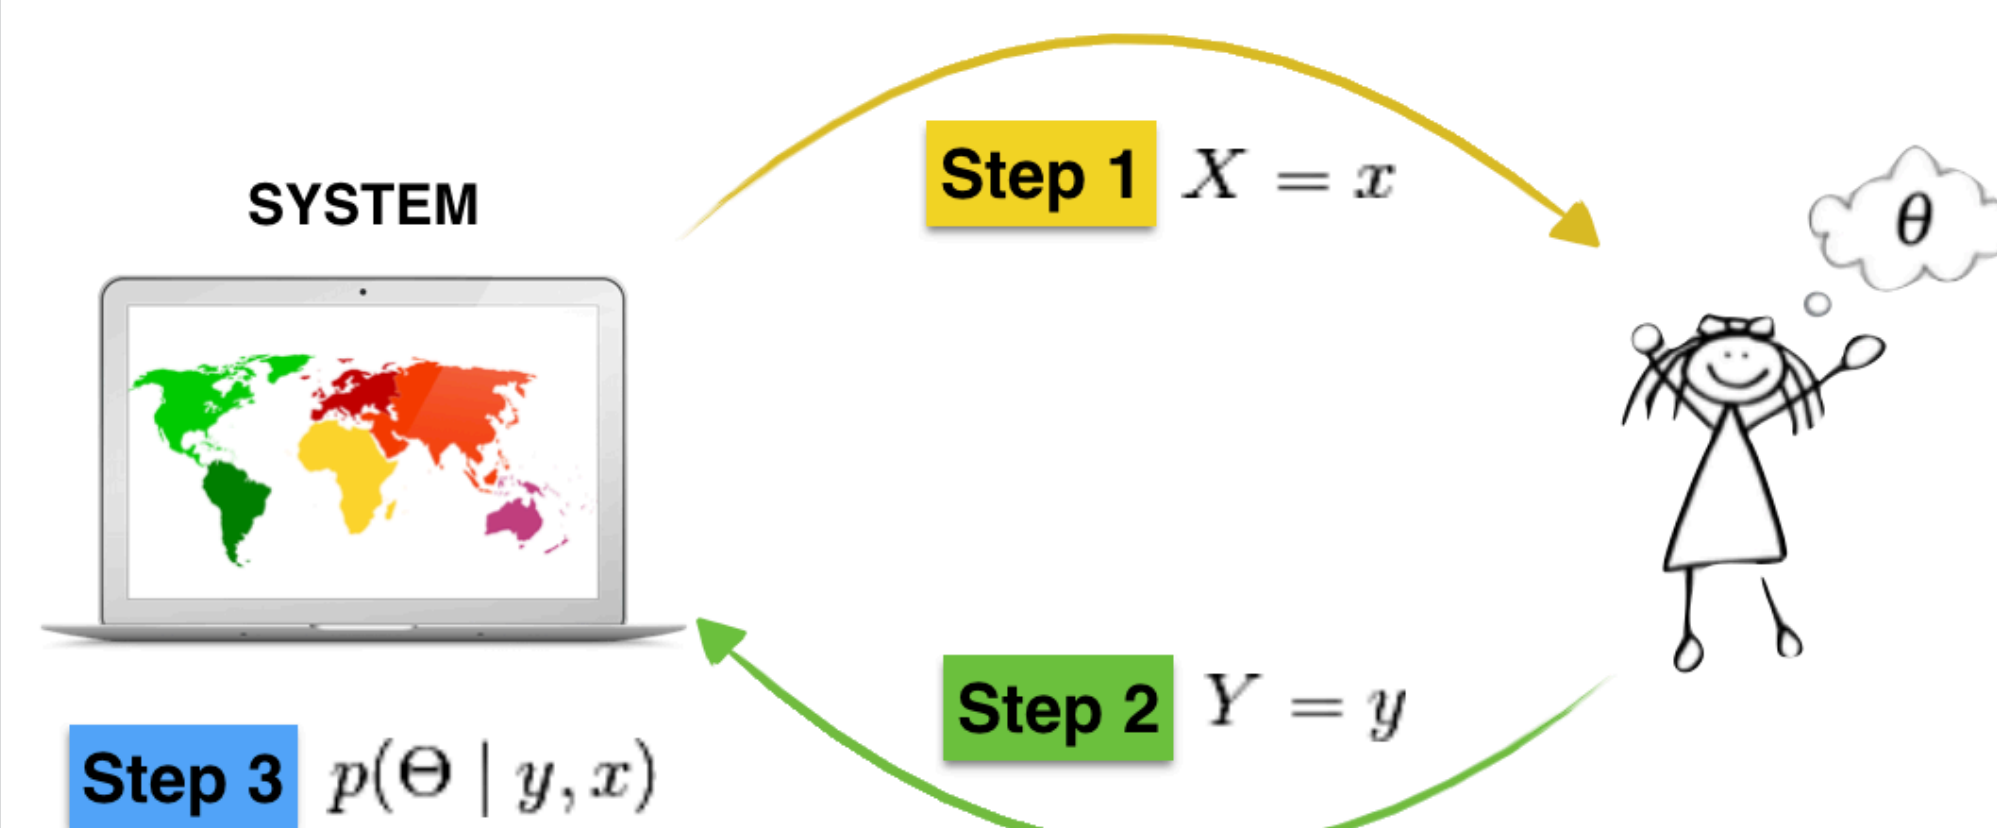 Step 1 X = x
SYSTEM
θ
Step 2 Y = y
Step 3 p(Θ | y, x)